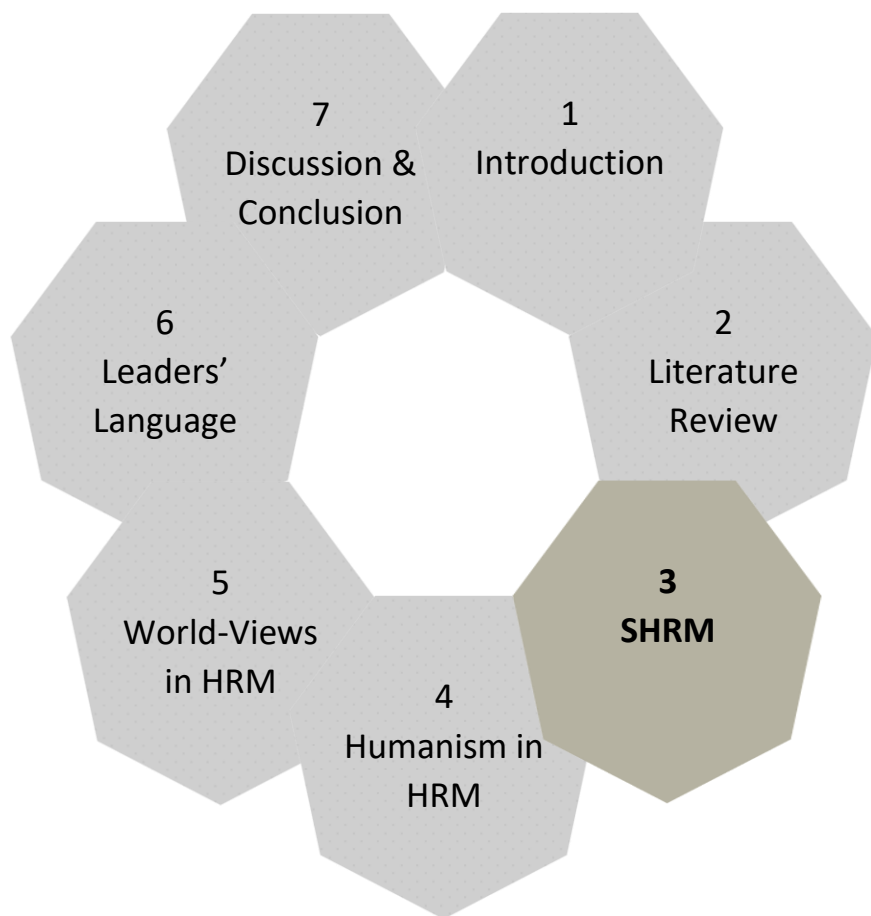 1
Introduction
2
Literature
Review
3
SHRM
4
Humanism in
HRM
5
World-Views
in HRM
6
Leaders’
Language
7
Discussion &
Conclusion